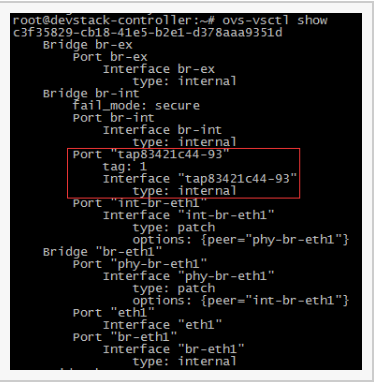 root@devstack-controller:~# ovs-vsctl show
c3f35829-cb18-41e5-b2e1-d378aaa9351d
Bridge br-ex
Port br-ex
Interface br-ex
type: internal
Bridge br-int
fail_mode: secure
Port br-int
Interface br-int
type: internal
Port "tap83421c44-93"
tag: 1
Interface "tap83421c44-93"
type: internal
Port "int-br-eth1"
Interface "int-br-eth1"
type: patch
options: {peer="phy-br-eth1"}
Bridge "br-eth1"
Port "phy-br-eth1"
Interface "phy-br-eth1"
type: patch
options: {peer="int-br-eth1"}
Port "eth1"
Interface "eth1"
Port "br-eth1"
Interface "br-eth1"
type: internal